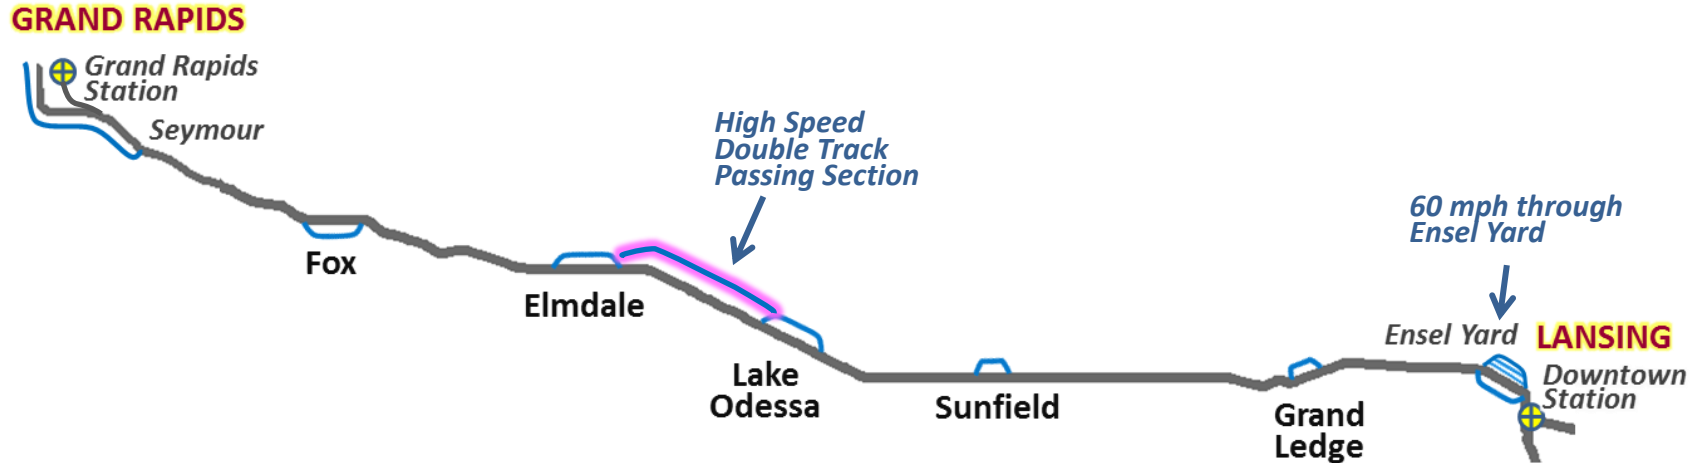 GRAND RAPIDS
Grand Rapids
Station
Seymour
High Speed
Double Track
Passing Section
60 mph through
Ensel Yard
Fox
Elmdale
Lake
Odessa
Sunfield
Grand
Ledge
Ensel Yard
LANSING
Downtown
Station